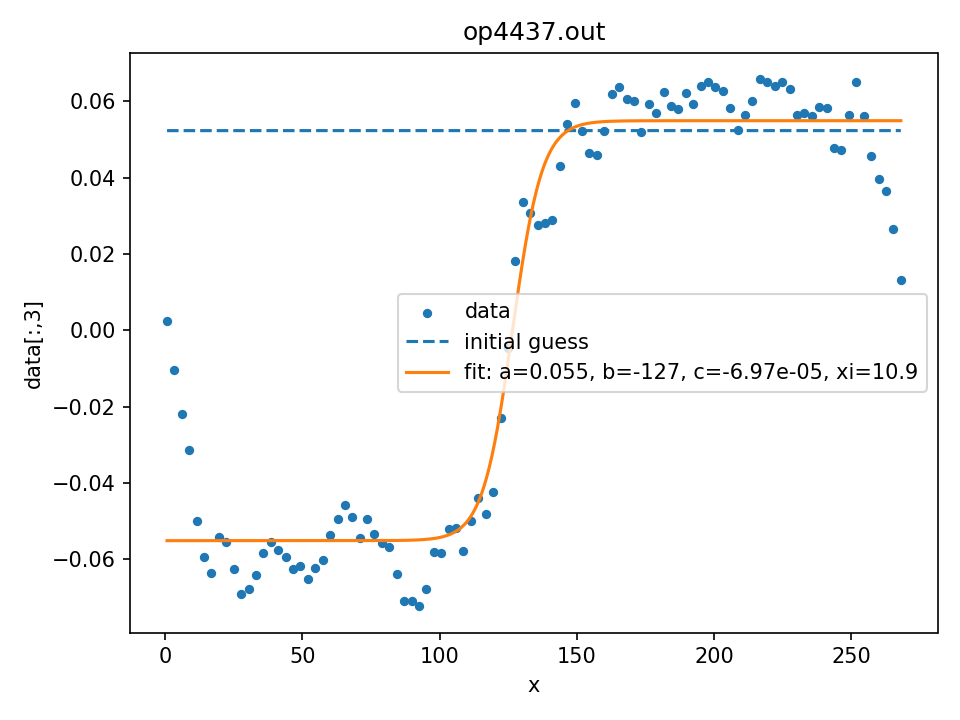 op4437.out
0.06
0.04
0.02
0.00
−0.02
−0.04
−0.06
data[:,3]
data
initial guess
fit: a=0.055, b=-127, c=-6.97e-05, xi=10.9
0 50 100 150 200 250
x